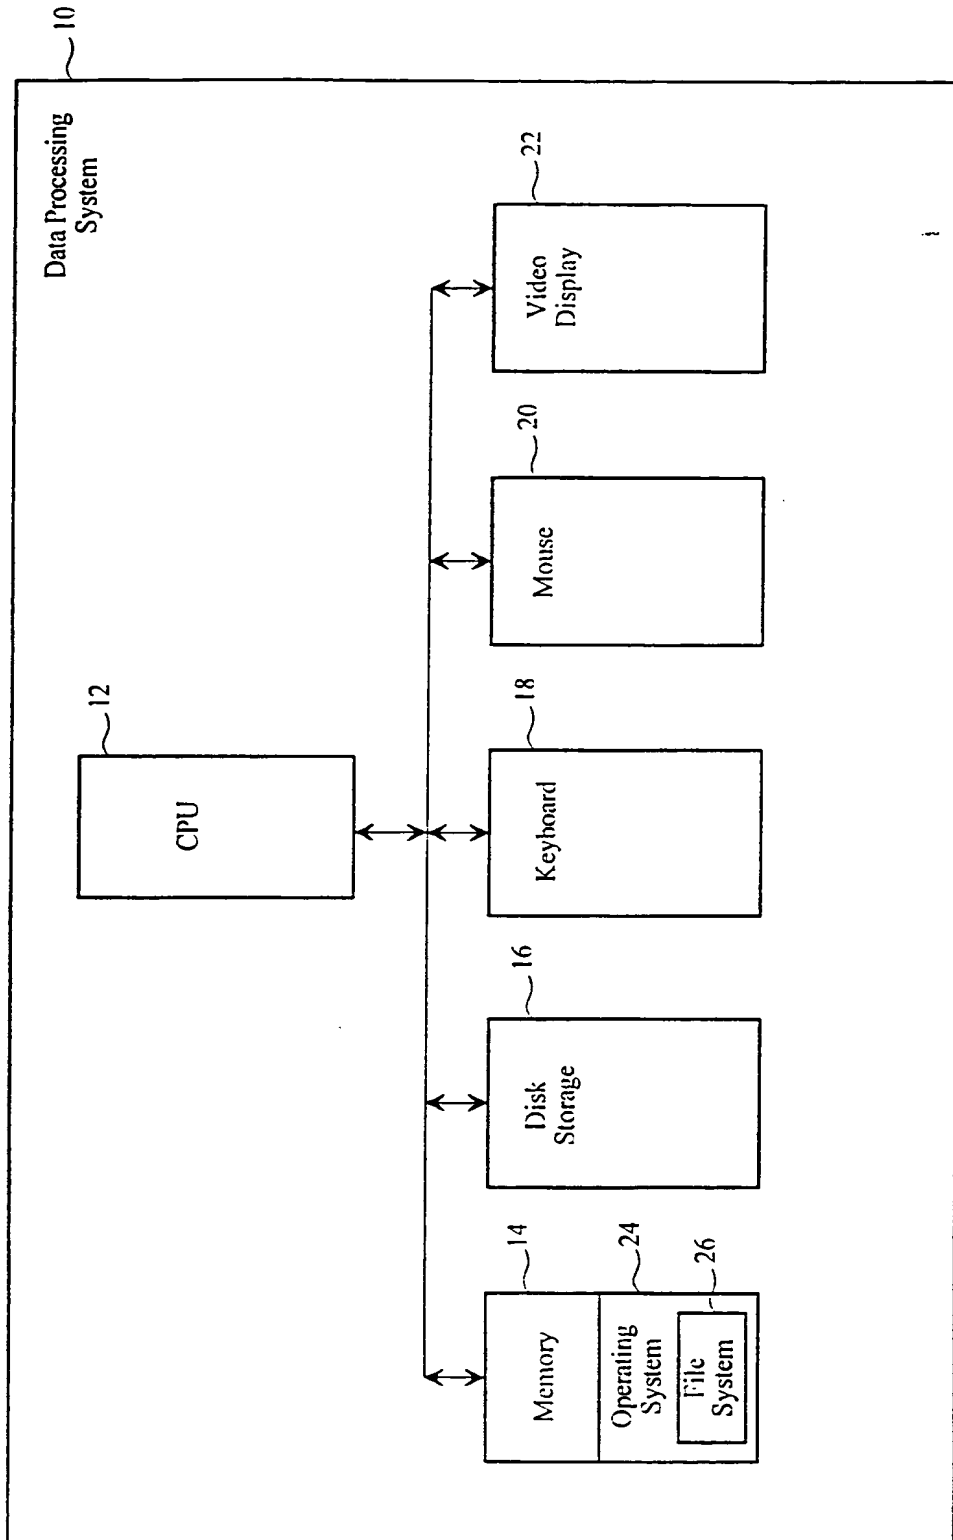 10
Data Processing
System
12
CPU
14
Memory
24
Operating
System
26
File
System
16
Disk
Storage
18
Keyboard
20
Mouse
22
Video
Display